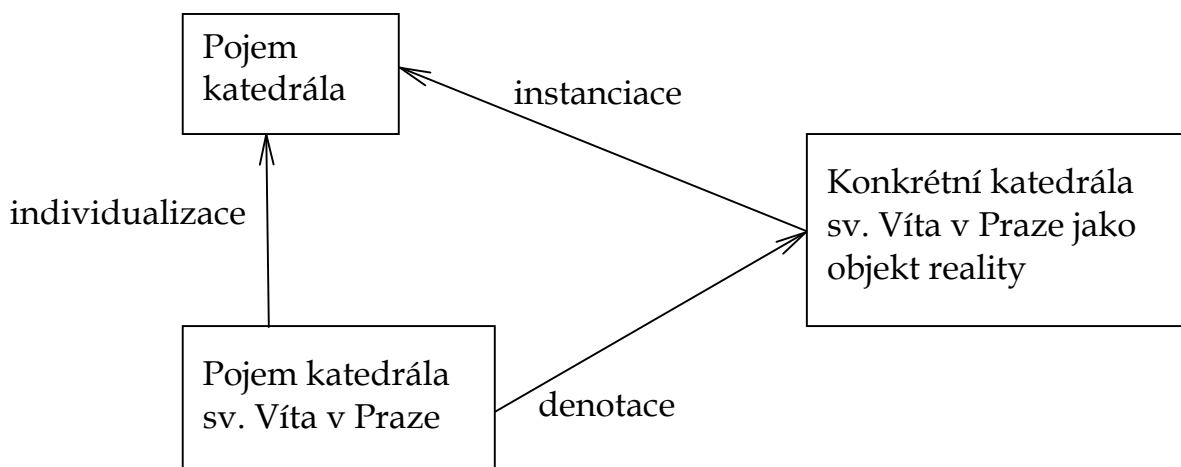 Pojem
katedrála
instanciace
Konkrétní katedrála
sv. Víta v Praze jako
objekt reality
individualizace
Pojem katedrála
sv. Víta v Praze
denotace